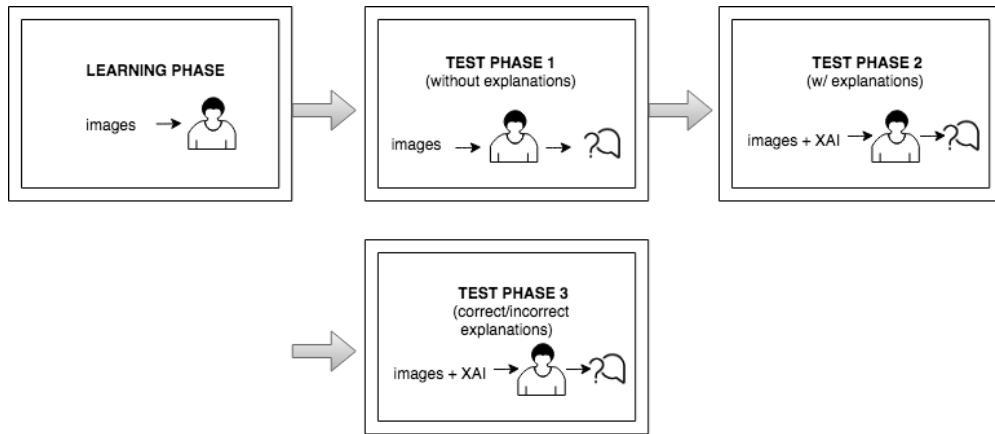 LEARNING PHASE
images
TEST PHASE 1
(without explanations)
images
TEST PHASE 2
(w/ explanations)
images + XAI
TEST PHASE 3
(correct/incorrect
explanations)
images + XAI